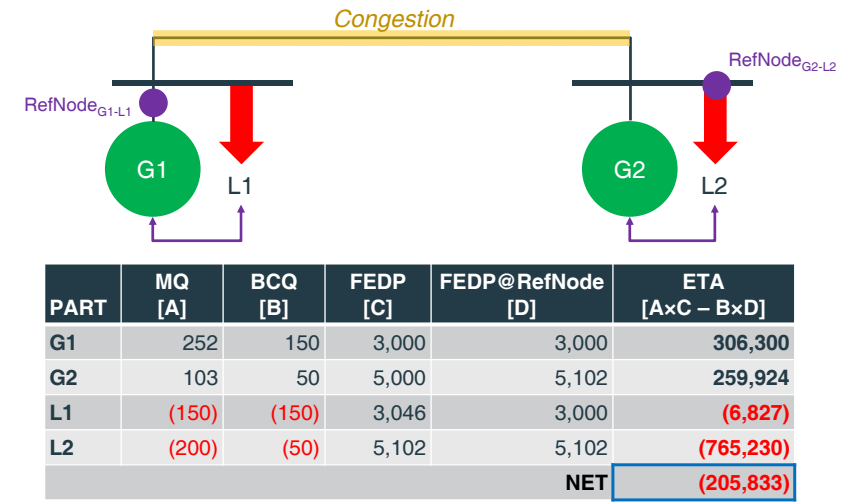 Congestion
RefNodeG2-L2
RefNodeG1-L1
G1
L1
G2
L2
PART MQ [A] BCQ [B] FEDP [C] FEDP@RefNode [D] ETA [A×C – B×D]
G1 252 150 3,000 3,000 306,300
G2 103 50 5,000 5,102 259,924
L1 (150) (150) 3,046 3,000 (6,827)
L2 (200) (50) 5,102 5,102 (765,230)
NET (205,833)